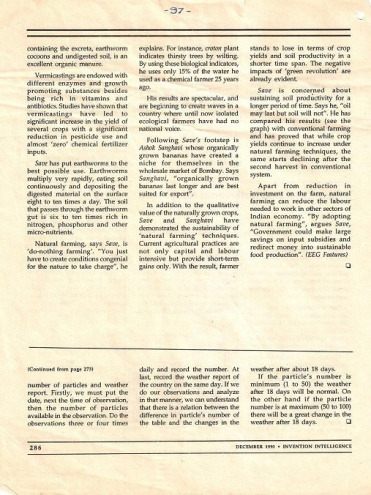 -97-
containing the excreta, earthworm
cocoons and undigested soil, is an
excellent organic manure.
Vermicastings are endowed with
different enzymes and growth
promoting substances besides
being rich in vitamins and
antibiotics. Studies have shown that
vermicastings have led to
significant increase in the yield of
several crops with a significant
reduction in pesticide use and
almost 'zero' chemical fertilizer
inputs.
Save has put earthworms to the
best possible use. Earthworms
multiply very rapidly, eating soil
continuously and depositing the
digested material on the surface
eight to ten times a day. The soil
that passes through the earthworm
gut is six to ten times rich in
nitrogen, phosphorus and other
micro-nutrients.
Natural farming, says Save, is
'do-nothing farming'. "You just
have to create conditions congenial
for the nature to take charge", he
explains. For instance, croton plant
indicates thirsty trees by wilting.
By using these biological indicators,
he uses only 15% of the water he
used as a chemical farmer 25 years
ago.
His results are spectacular, and
are beginning to create waves in a
country where until now isolated
ecological farmers have had no
national voice.
Following Save's footstep is
Ashok Sanghavi whose organically
grown bananas have created a
niche for themselves in the
wholesale market of Bombay. Says
Sanghavi, "organically grown
bananas last longer and are best
suited for export".
In addition to the qualitative
value of the naturally grown crops,
Save and Sanghavi have
demonstrated the sustainability of
'natural farming' techniques.
Current agricultural practices are
not only capital and labour
intensive but provide short-term
gains only. With the result, farmer
stands to lose in terms of crop
yields and soil productivity in a
shorter time span. The negative
impacts of 'green revolution' are
already evident.
Save is concerned about
sustaining soil productivity for a
longer period of time. Says he, "oil
may last but soil will not". He has
compared his results (see the
graph) with conventional farming
and has proved that while crop
yields continue to increase under
natural farming techniques, the
same starts declining after the
second harvest in conventional
system.
Apart from reduction in
investment on the farm, natural
farming can reduce the labour
needed to work in other sectors of
Indian economy. "By adopting
natural farming", argues Save,
"Government could make large
savings on input subsidies and
redirect money into sustainable
food production". (EEG Features)
(Continued from page 273)
number of particles and weather
report. Firstly, we must put the
date, next the time of observation,
then the number of particles
available in the observation. Do the
observations three or four times
daily and record the number. At
last, record the weather report of
the country on the same day. If we
do our observations and analyze
in that manner, we can understand
that there is a relation between the
difference in particle's number of
the table and the changes in the
weather after about 18 days.
If the particle's number is
minimum (1 to 50) the weather
after 18 days will be normal. On
the other hand if the particle
number is at maximum (50 to 100)
there will be a great change in the
weather after 18 days.
286
DECEMBER 1990 • INVENTION INTELLIGENCE